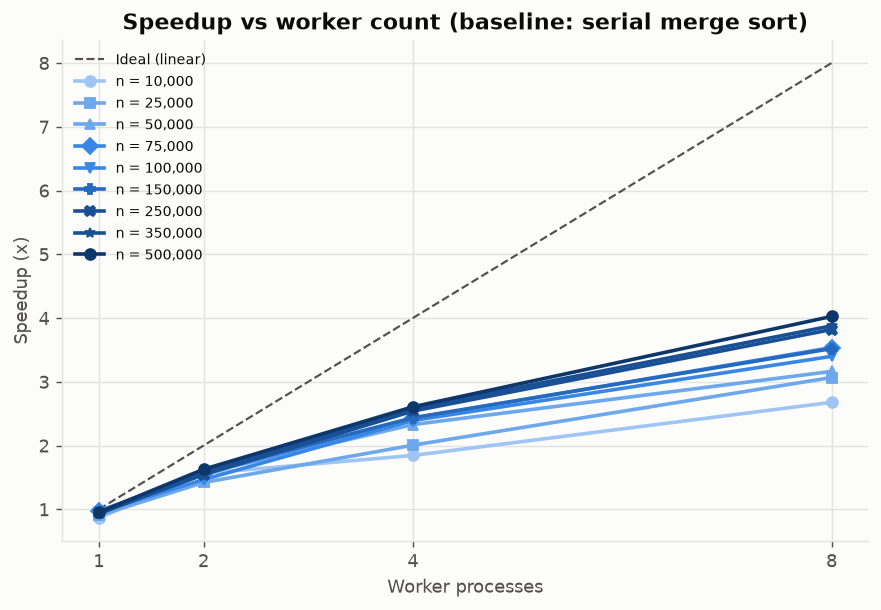 Speedup vs worker count (baseline: serial merge sort)
Ideal (linear)
n = 10,000
n = 25,000
n = 50,000
n = 75,000
n = 100,000
n = 150,000
n = 250,000
n = 350,000
n = 500,000
Speedup (x)
8
7
6
5
4
3
2
1
1 2 4 8
Worker processes